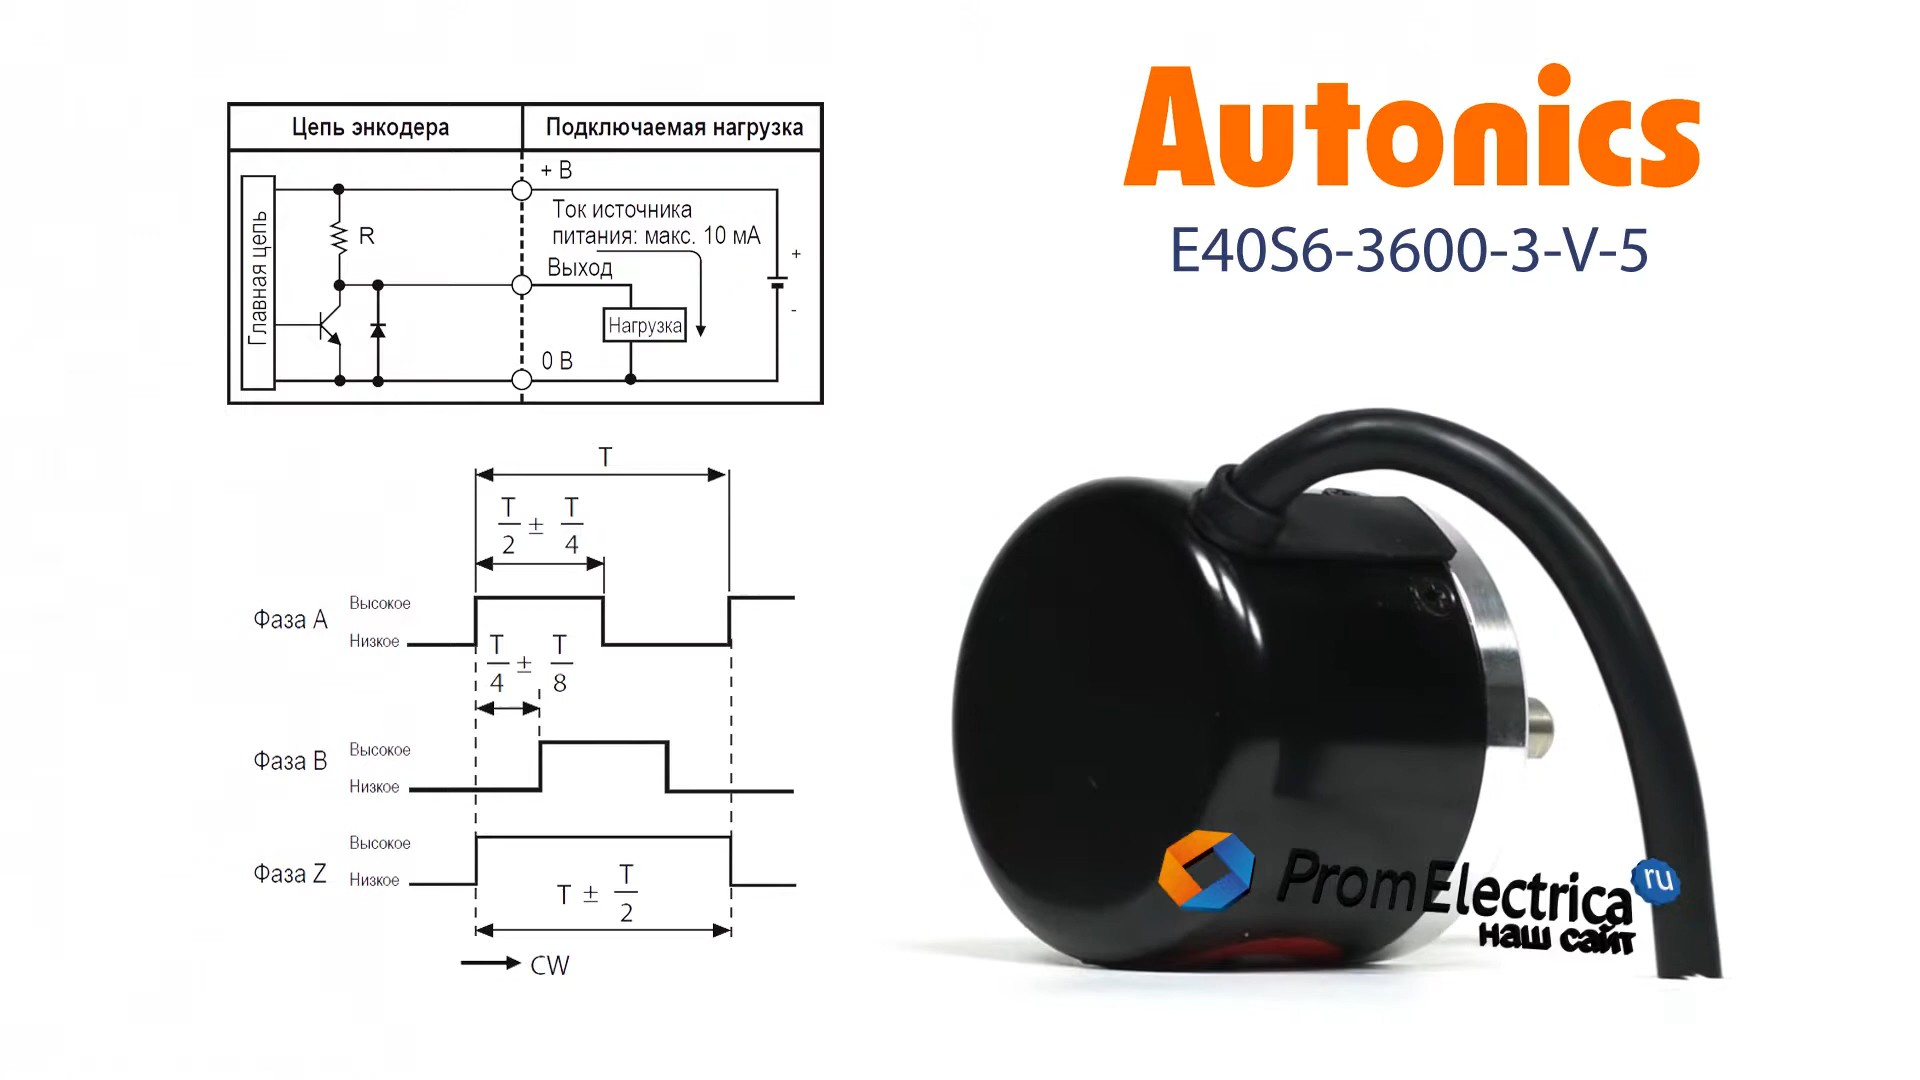 Цепь энкодера
Подключаемая нагрузка
Главная цепь
R
+ В
Ток источника
питания: макс. 10 мА
Выход
Нагрузка
0 В
+
-
T
T/2 ± T/4
Фаза A
Высокое
Низкое
T/4 ± T/8
Фаза B
Высокое
Низкое
Фаза Z
Высокое
Низкое
T ± T/2
CW
Autonics
E40S6-3600-3-V-5
PromElectrica ru
наш сайт